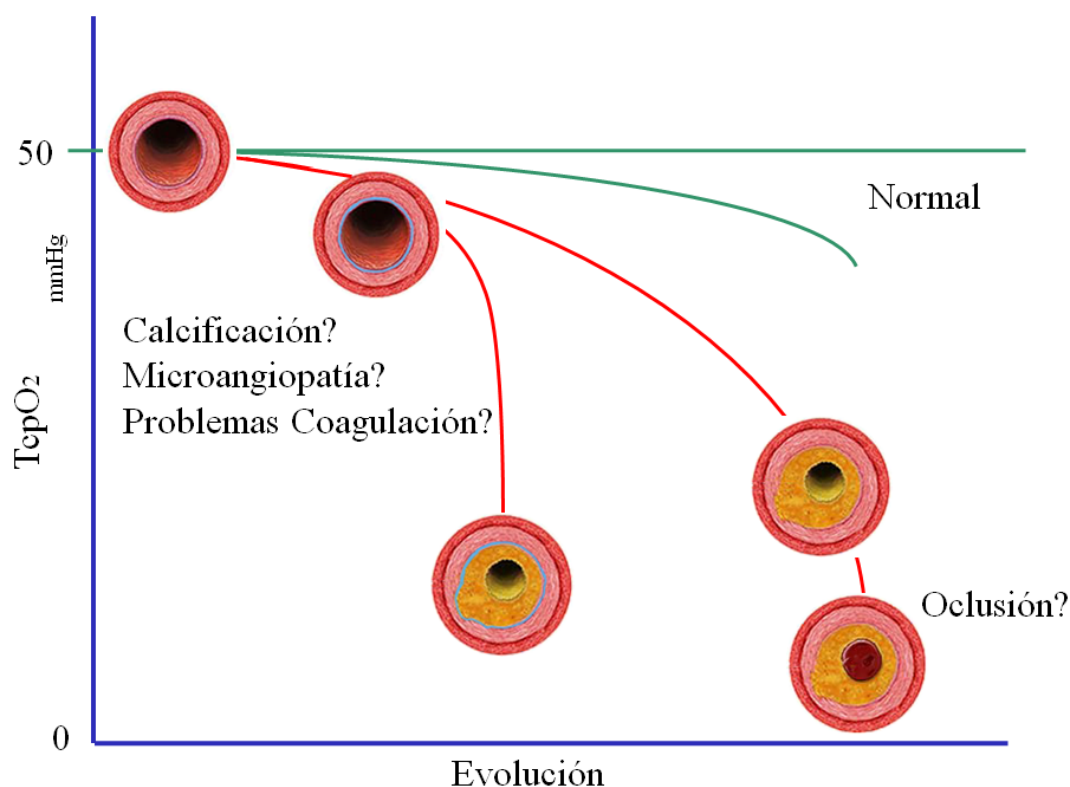 50
Normal
mmHg
TcpO2
Calcificación?
Microangiopatía?
Problemas Coagulación?
Oclusión?
0
Evolución